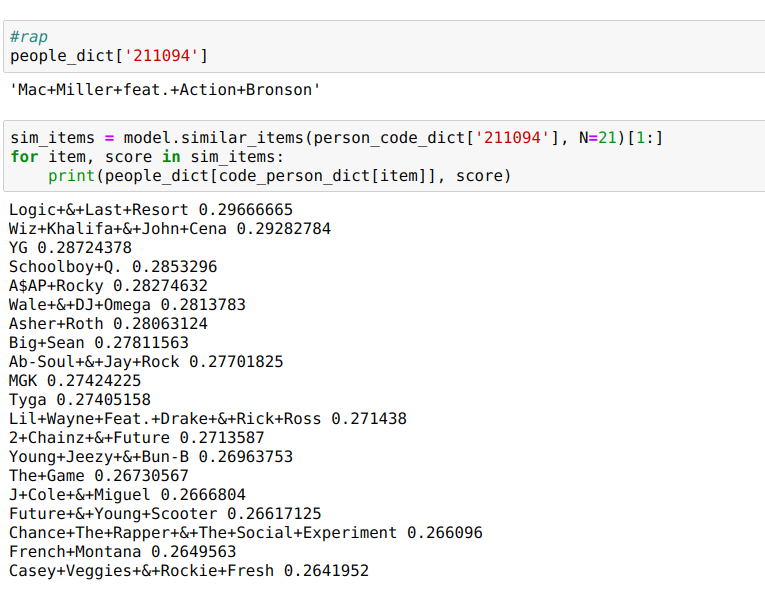 #rap
people_dict['211094']
'Mac+Miller+feat.+Action+Bronson'
sim_items = model.similar_items(person_code_dict['211094'], N=21)[1:]
for item, score in sim_items:
    print(people_dict[code_person_dict[item]], score)
Logic+&+Last+Resort 0.29666665
Wiz+Khalifa+&+John+Cena 0.29282784
YG 0.28724378
Schoolboy+Q. 0.2853296
A$AP+Rocky 0.28274632
Wale+&+DJ+Omega 0.2813783
Asher+Roth 0.28063124
Big+Sean 0.27811563
Ab-Soul+&+Jay+Rock 0.27701825
MGK 0.27424225
Tyga 0.27405158
Lil+Wayne+Feat.+Drake+&+Rick+Ross 0.271438
2+Chainz+&+Future 0.2713587
Young+Jeezy+&+Bun-B 0.26963753
The+Game 0.26730567
J+Cole+&+Miguel 0.2666804
Future+&+Young+Scooter 0.26617125
Chance+The+Rapper+&+The+Social+Experiment 0.266096
French+Montana 0.2649563
Casey+Veggies+&+Rockie+Fresh 0.2641952